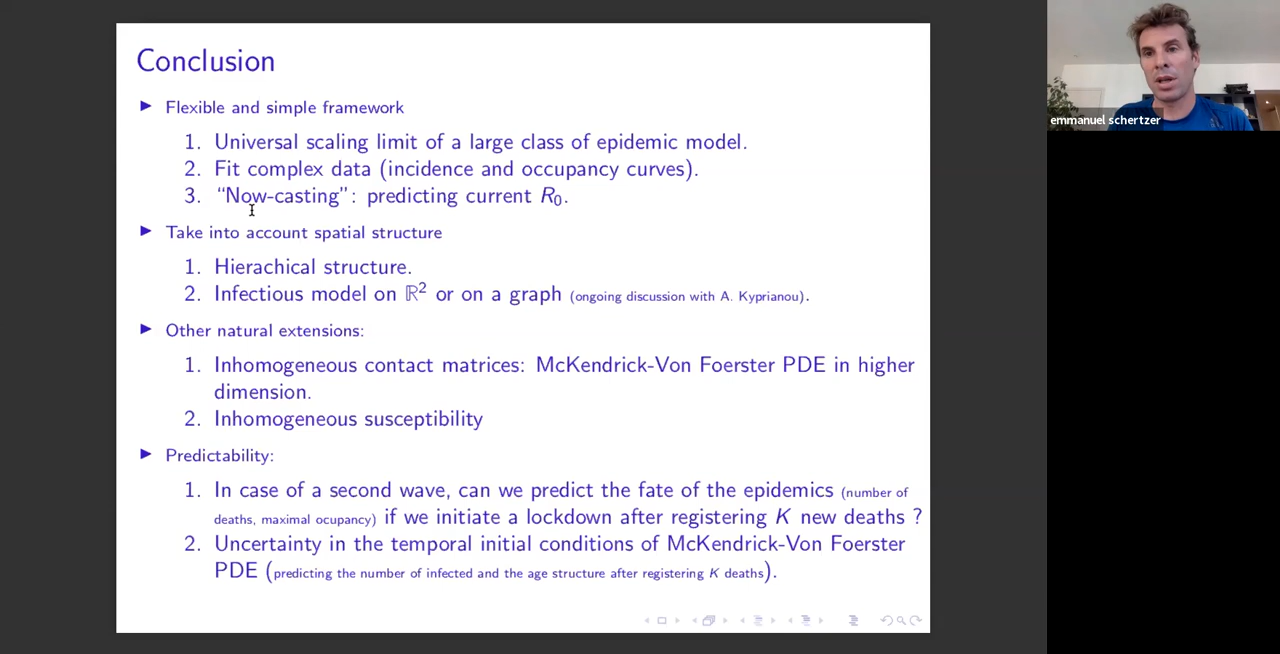 Conclusion
Flexible and simple framework
1. Universal scaling limit of a large class of epidemic model.
2. Fit complex data (incidence and occupancy curves).
3. “Now-casting”: predicting current R₀.
Take into account spatial structure
1. Hierachical structure.
2. Infectious model on ℝ² or on a graph (ongoing discussion with A. Kyprianou).
Other natural extensions:
1. Inhomogeneous contact matrices: McKendrick-Von Foerster PDE in higher
dimension.
2. Inhomogeneous susceptibility
Predictability:
1. In case of a second wave, can we predict the fate of the epidemics (number of
deaths, maximal ocupancy) if we initiate a lockdown after registering K new deaths ?
2. Uncertainty in the temporal initial conditions of McKendrick-Von Foerster
PDE (predicting the number of infected and the age structure after registering K deaths).
emmanuel schertzer